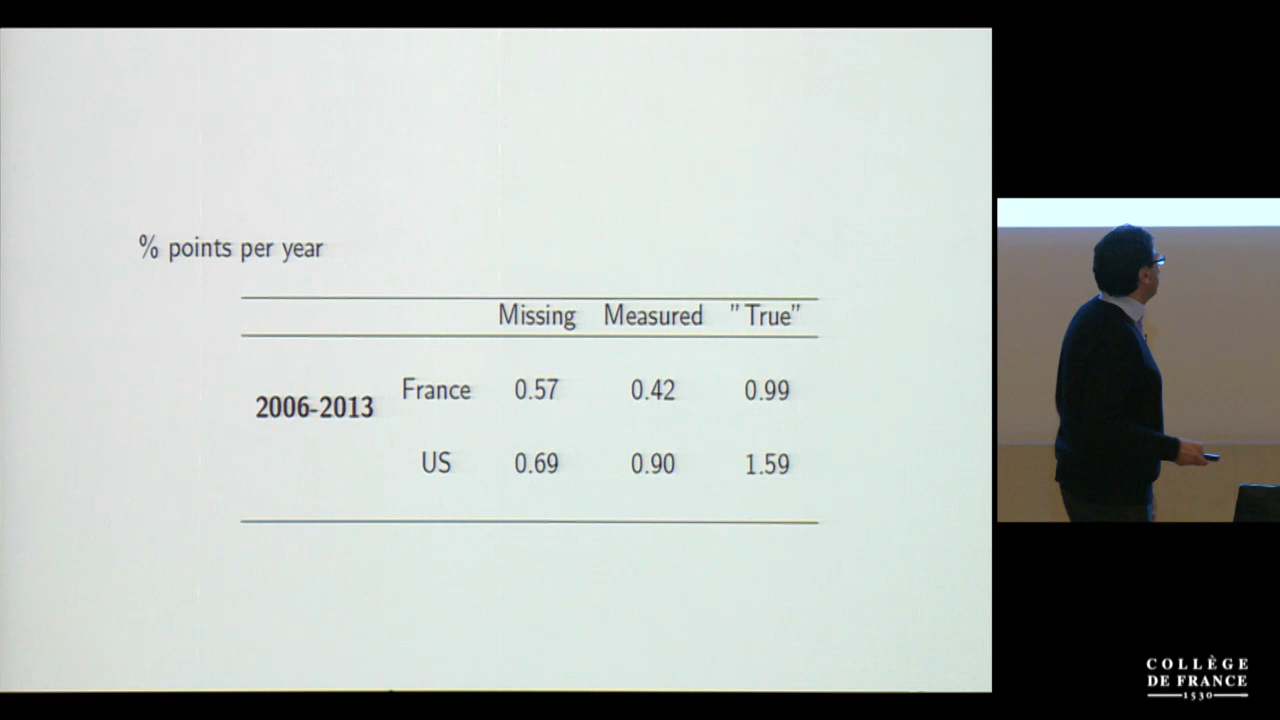 % points per year
Missing Measured "True"
2006-2013 France 0.57 0.42 0.99
US 0.69 0.90 1.59
COLLÈGE
DE FRANCE
1530